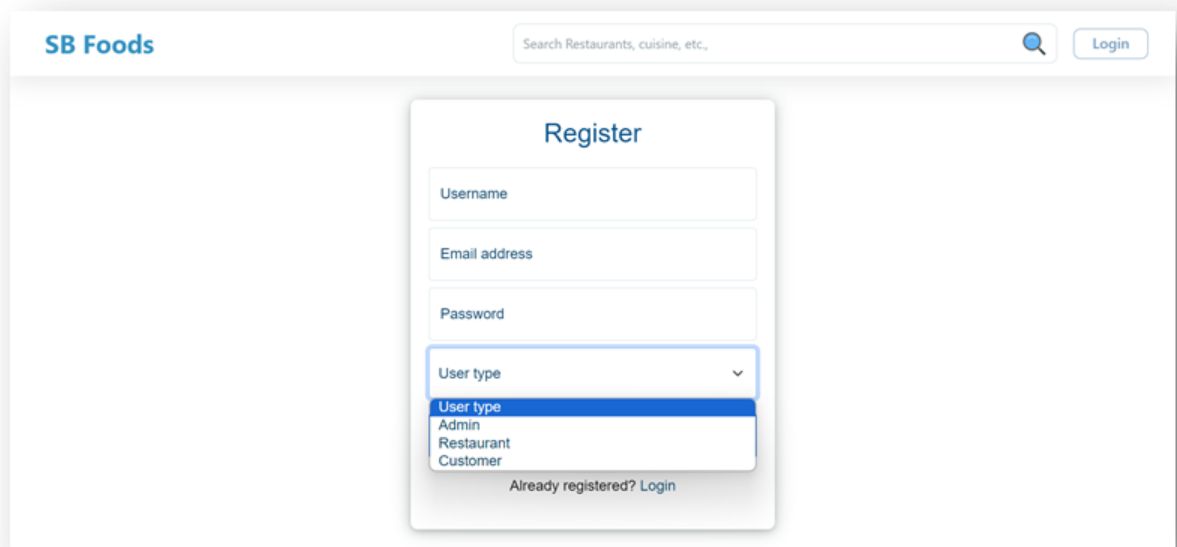 SB Foods
Search Restaurants, cuisine, etc.,
Login
Register
Username
Email address
Password
User type
User type
Admin
Restaurant
Customer
Already registered? Login